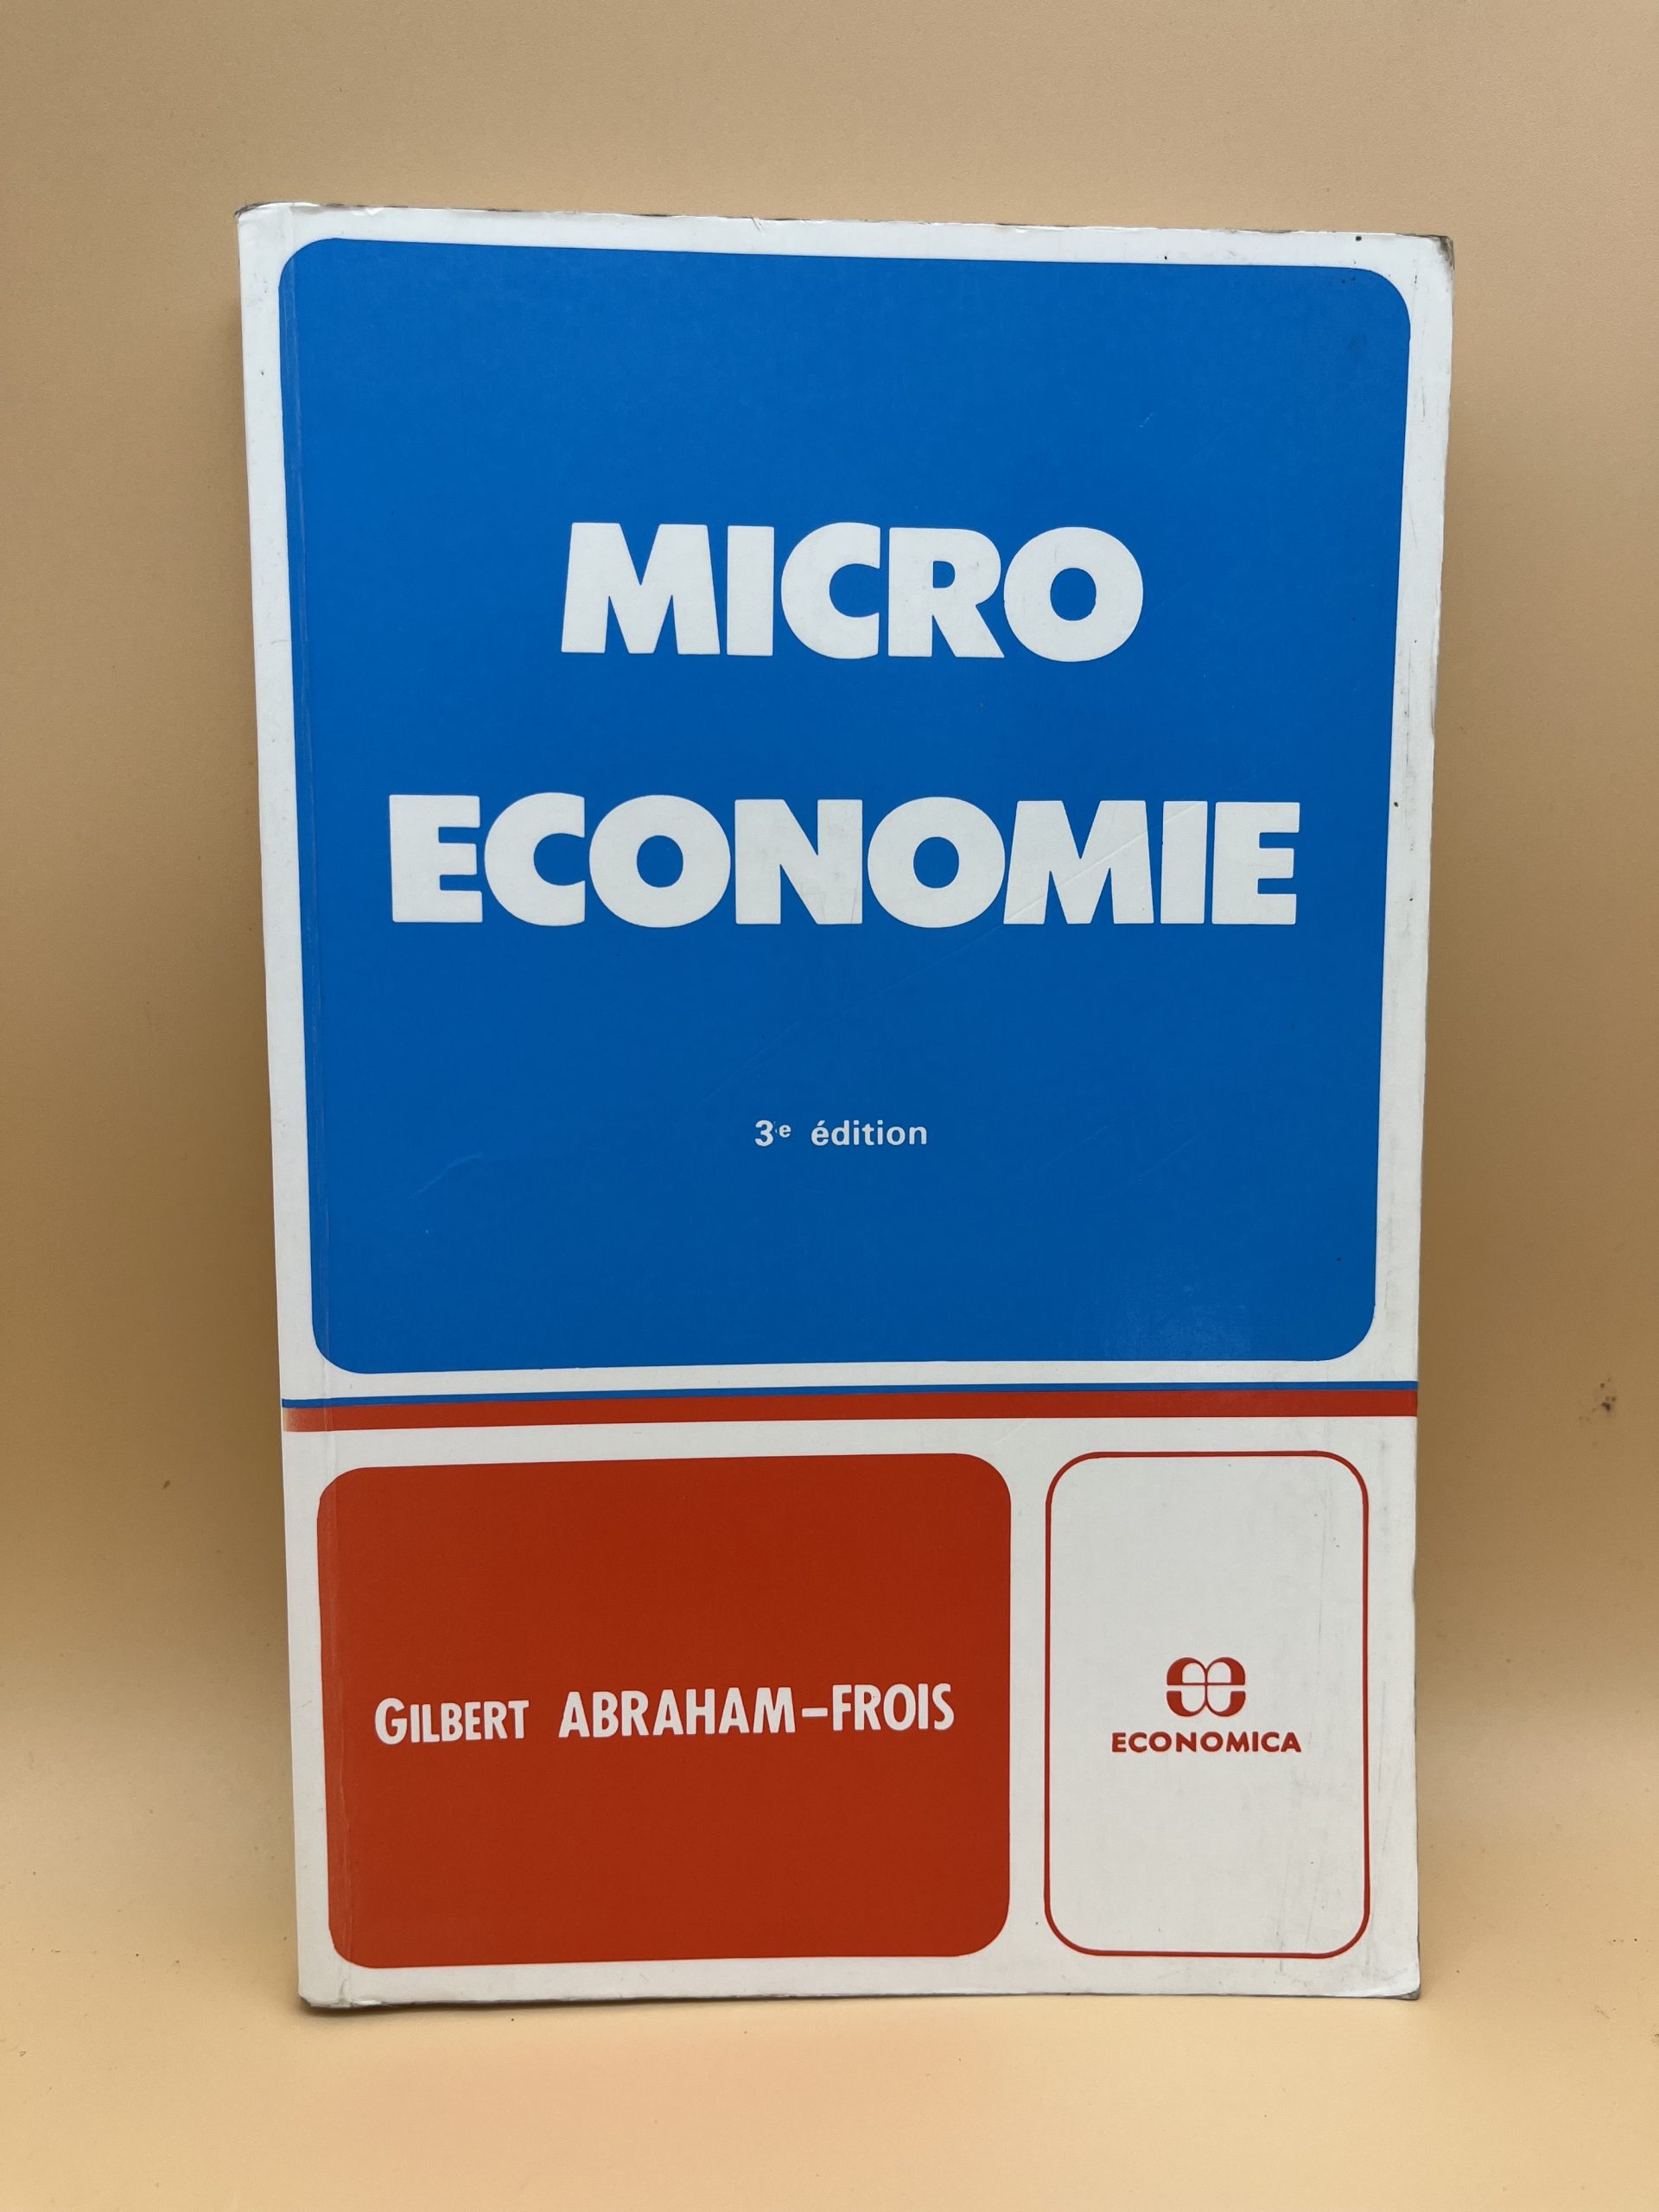 MICRO
ECONOMIE
3e édition
GILBERT ABRAHAM-FROIS
ECONOMICA